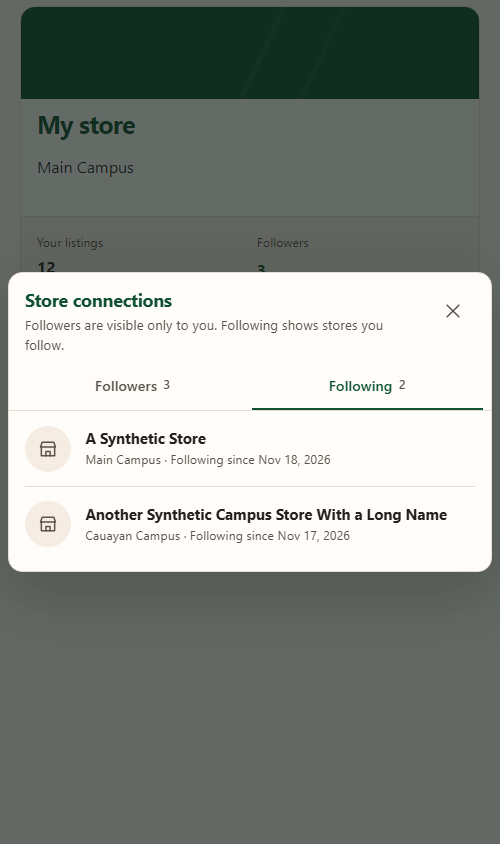 My store
Main Campus
Your listings
Followers
12
3
Store connections
Followers are visible only to you. Following shows stores you
follow.
Followers 3
Following 2
A Synthetic Store
Main Campus · Following since Nov 18, 2026
Another Synthetic Campus Store With a Long Name
Cauayan Campus · Following since Nov 17, 2026